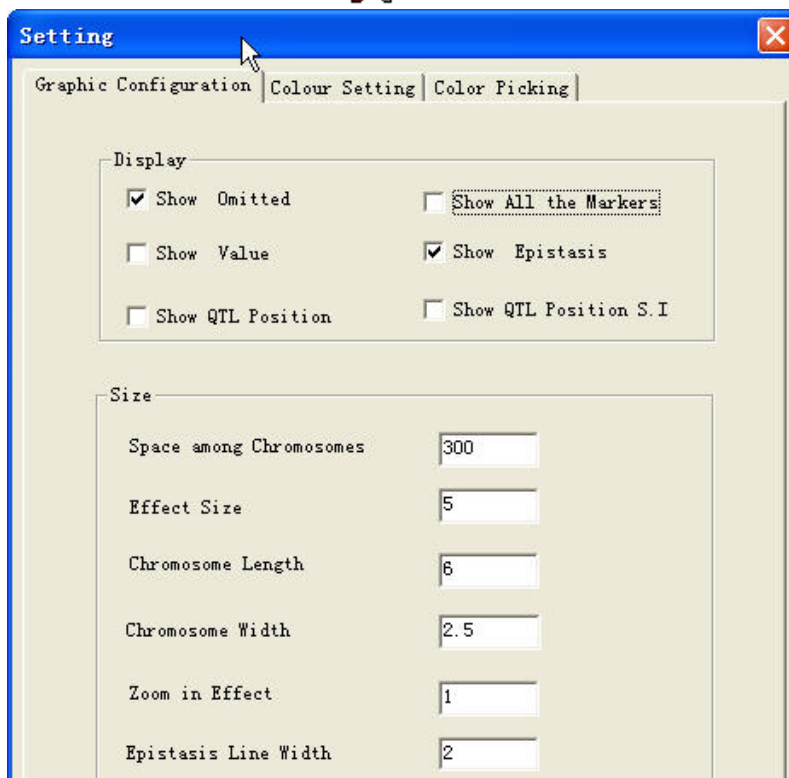 Setting
Graphic Configuration Colour Setting Color Picking
Display
Show Omitted Show All the Markers
Show Value Show Epistasis
Show QTL Position Show QTL Position S.I
Size
Space among Chromosomes 300
Effect Size 5
Chromosome Length 6
Chromosome Width 2.5
Zoom in Effect 1
Epistasis Line Width 2